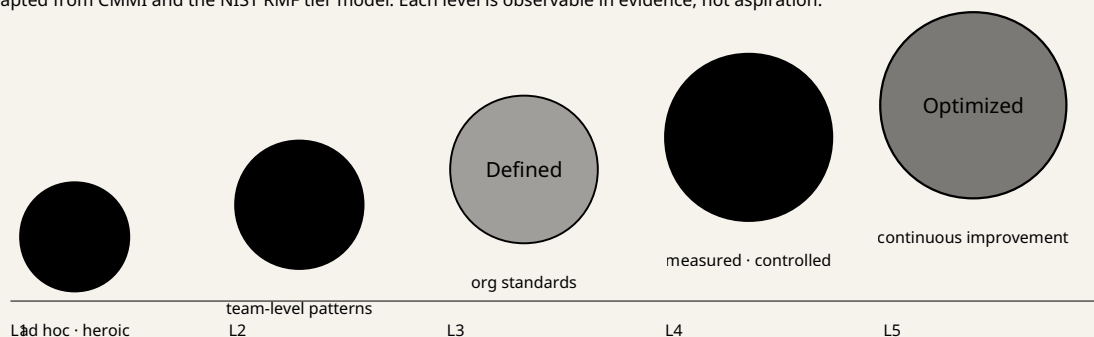 apted from CMMI and the NIST RMF tier model. Each level is observable in evidence, not aspiration.
Optimized
Defined
continuous improvement
measured · controlled
org standards
team-level patterns
L1 ad hoc · heroic
L2
L3
L4
L5